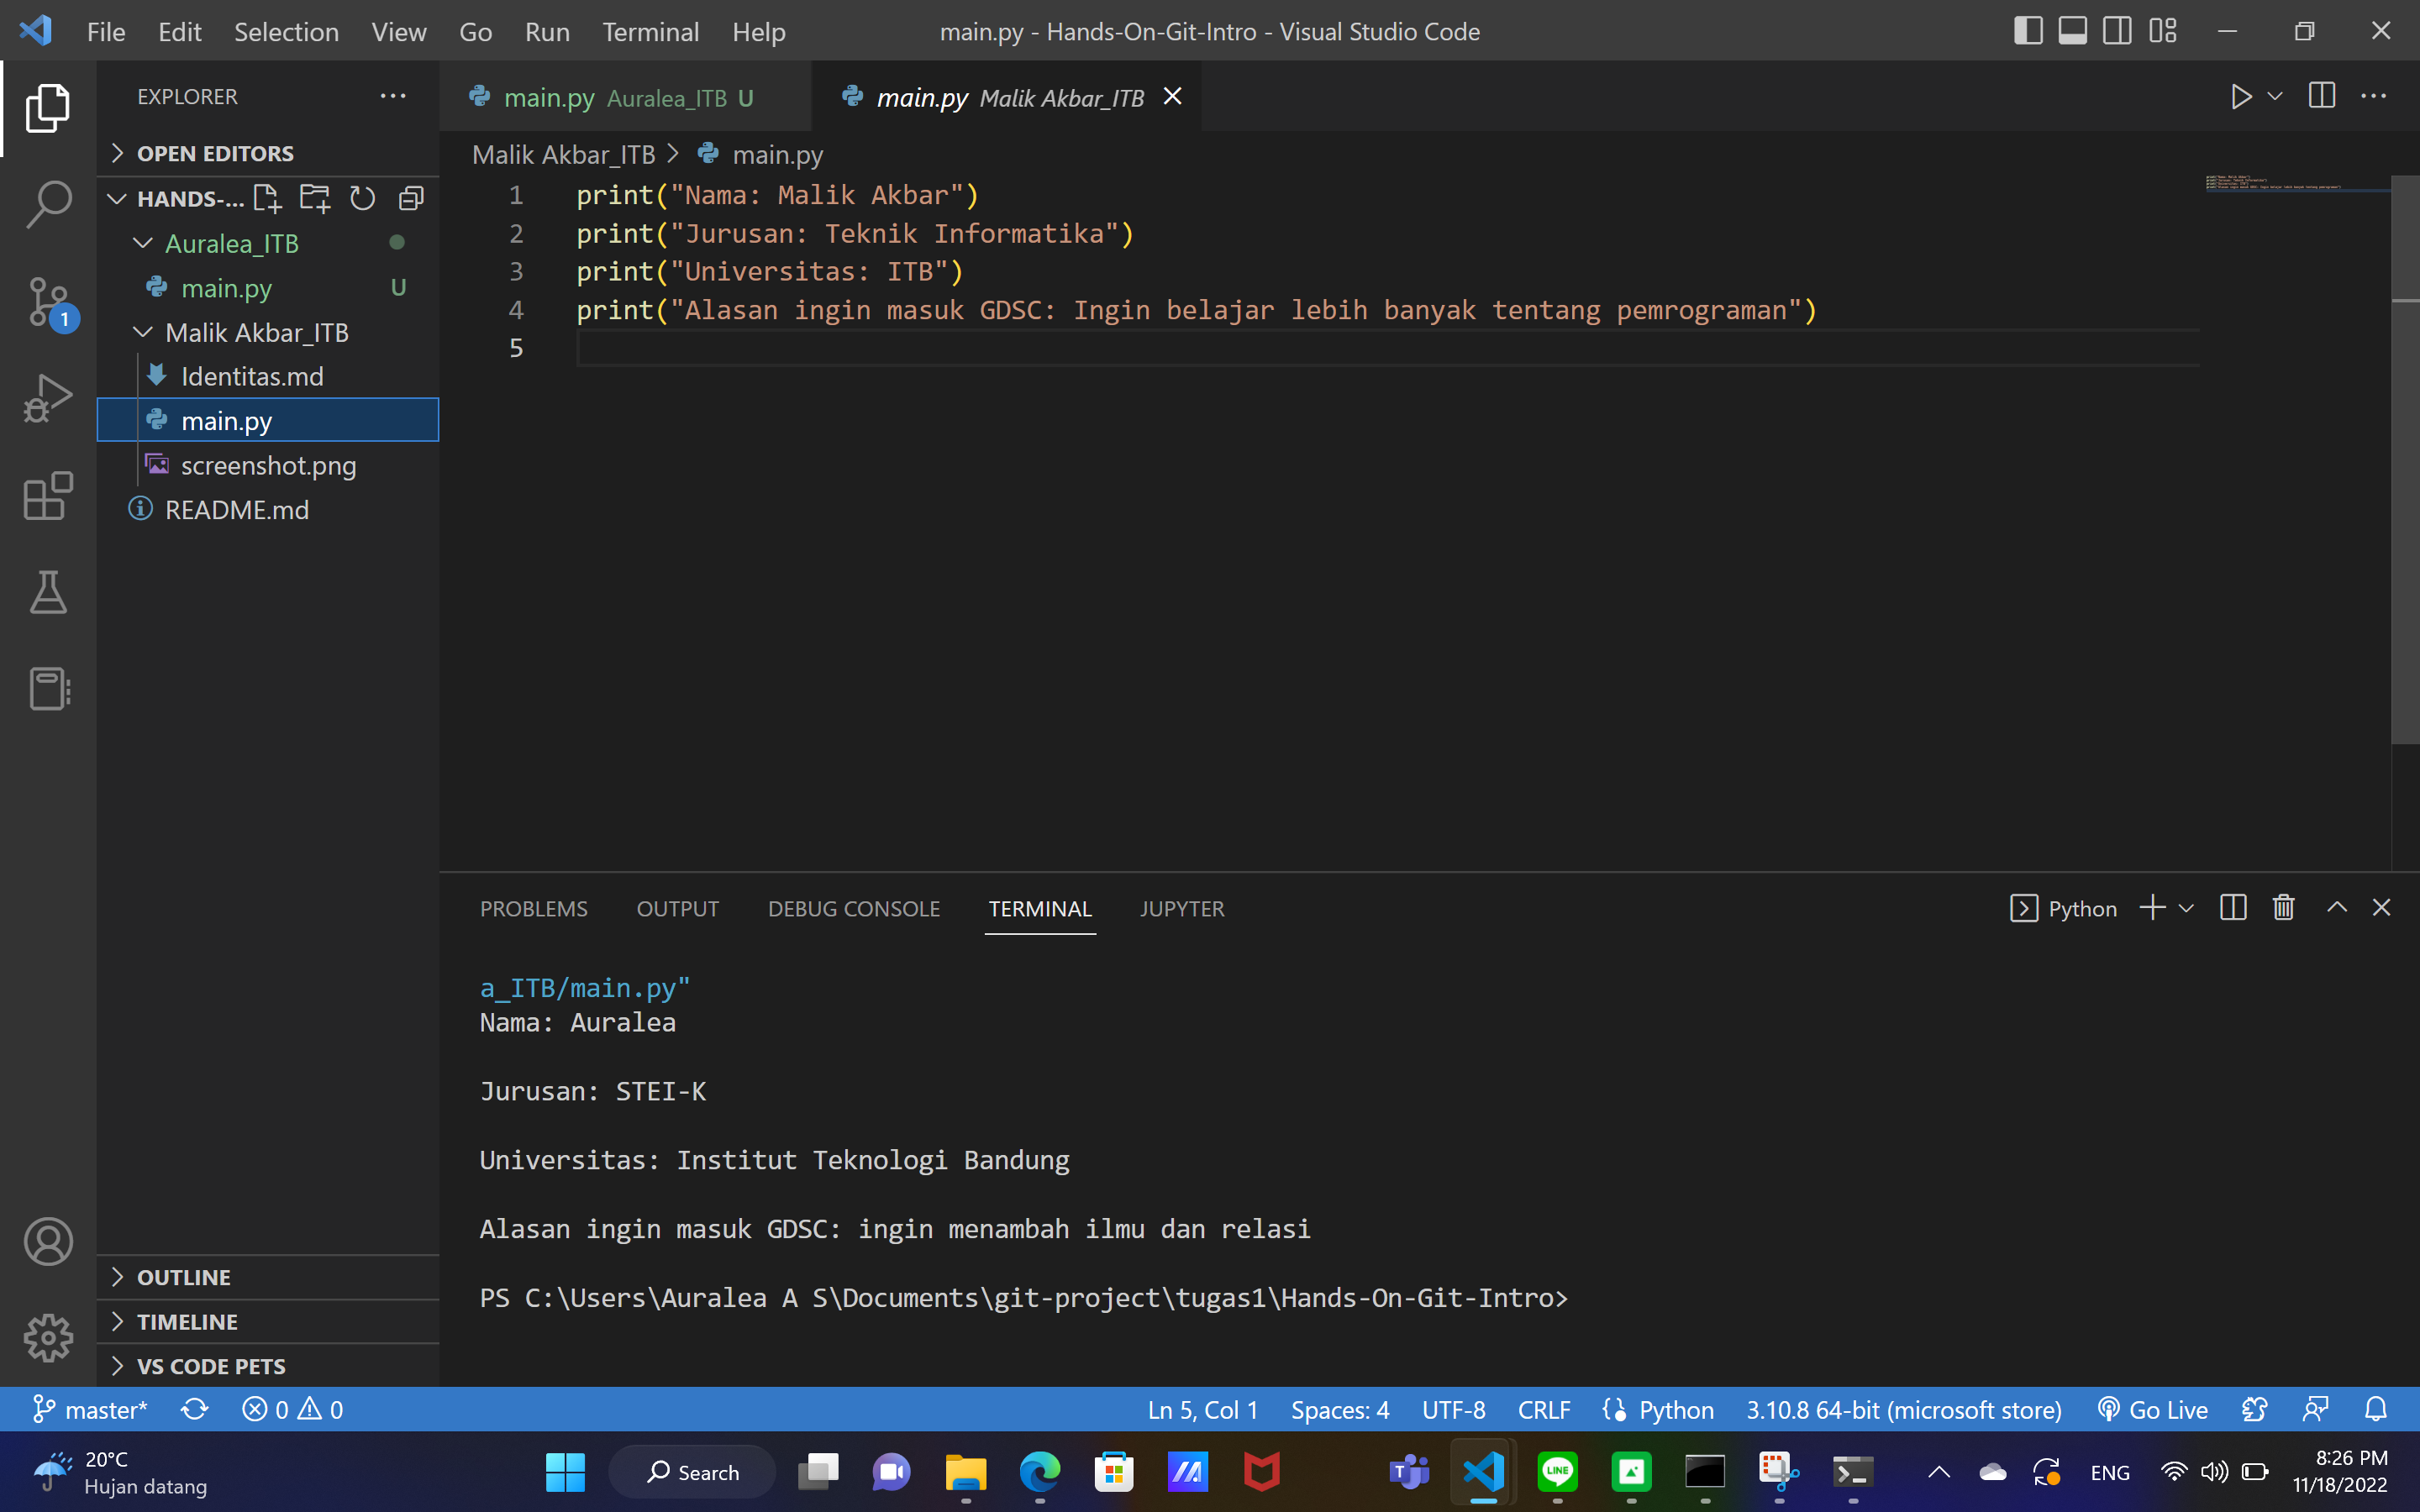 File Edit Selection View Go Run Terminal Help
main.py - Hands-On-Git-Intro - Visual Studio Code
EXPLORER
OPEN EDITORS
HANDS-...
Auralea_ITB
main.py U
Malik Akbar_ITB
Identitas.md
main.py
screenshot.png
README.md
OUTLINE
TIMELINE
VS CODE PETS
1
main.py Auralea_ITB U
main.py Malik Akbar_ITB
Malik Akbar_ITB > main.py
1 print("Nama: Malik Akbar")
2 print("Jurusan: Teknik Informatika")
3 print("Universitas: ITB")
4 print("Alasan ingin masuk GDSC: Ingin belajar lebih banyak tentang pemrograman")
5
PROBLEMS OUTPUT DEBUG CONSOLE TERMINAL JUPYTER
Python
a_ITB/main.py"
Nama: Auralea
Jurusan: STEI-K
Universitas: Institut Teknologi Bandung
Alasan ingin masuk GDSC: ingin menambah ilmu dan relasi
PS C:\Users\Auralea A S\Documents\git-project\tugas1\Hands-On-Git-Intro>
master* 0 0
Ln 5, Col 1 Spaces: 4 UTF-8 CRLF Python 3.10.8 64-bit (microsoft store) Go Live
20°C
Hujan datang
Search
LINE
ENG
8:26 PM
11/18/2022